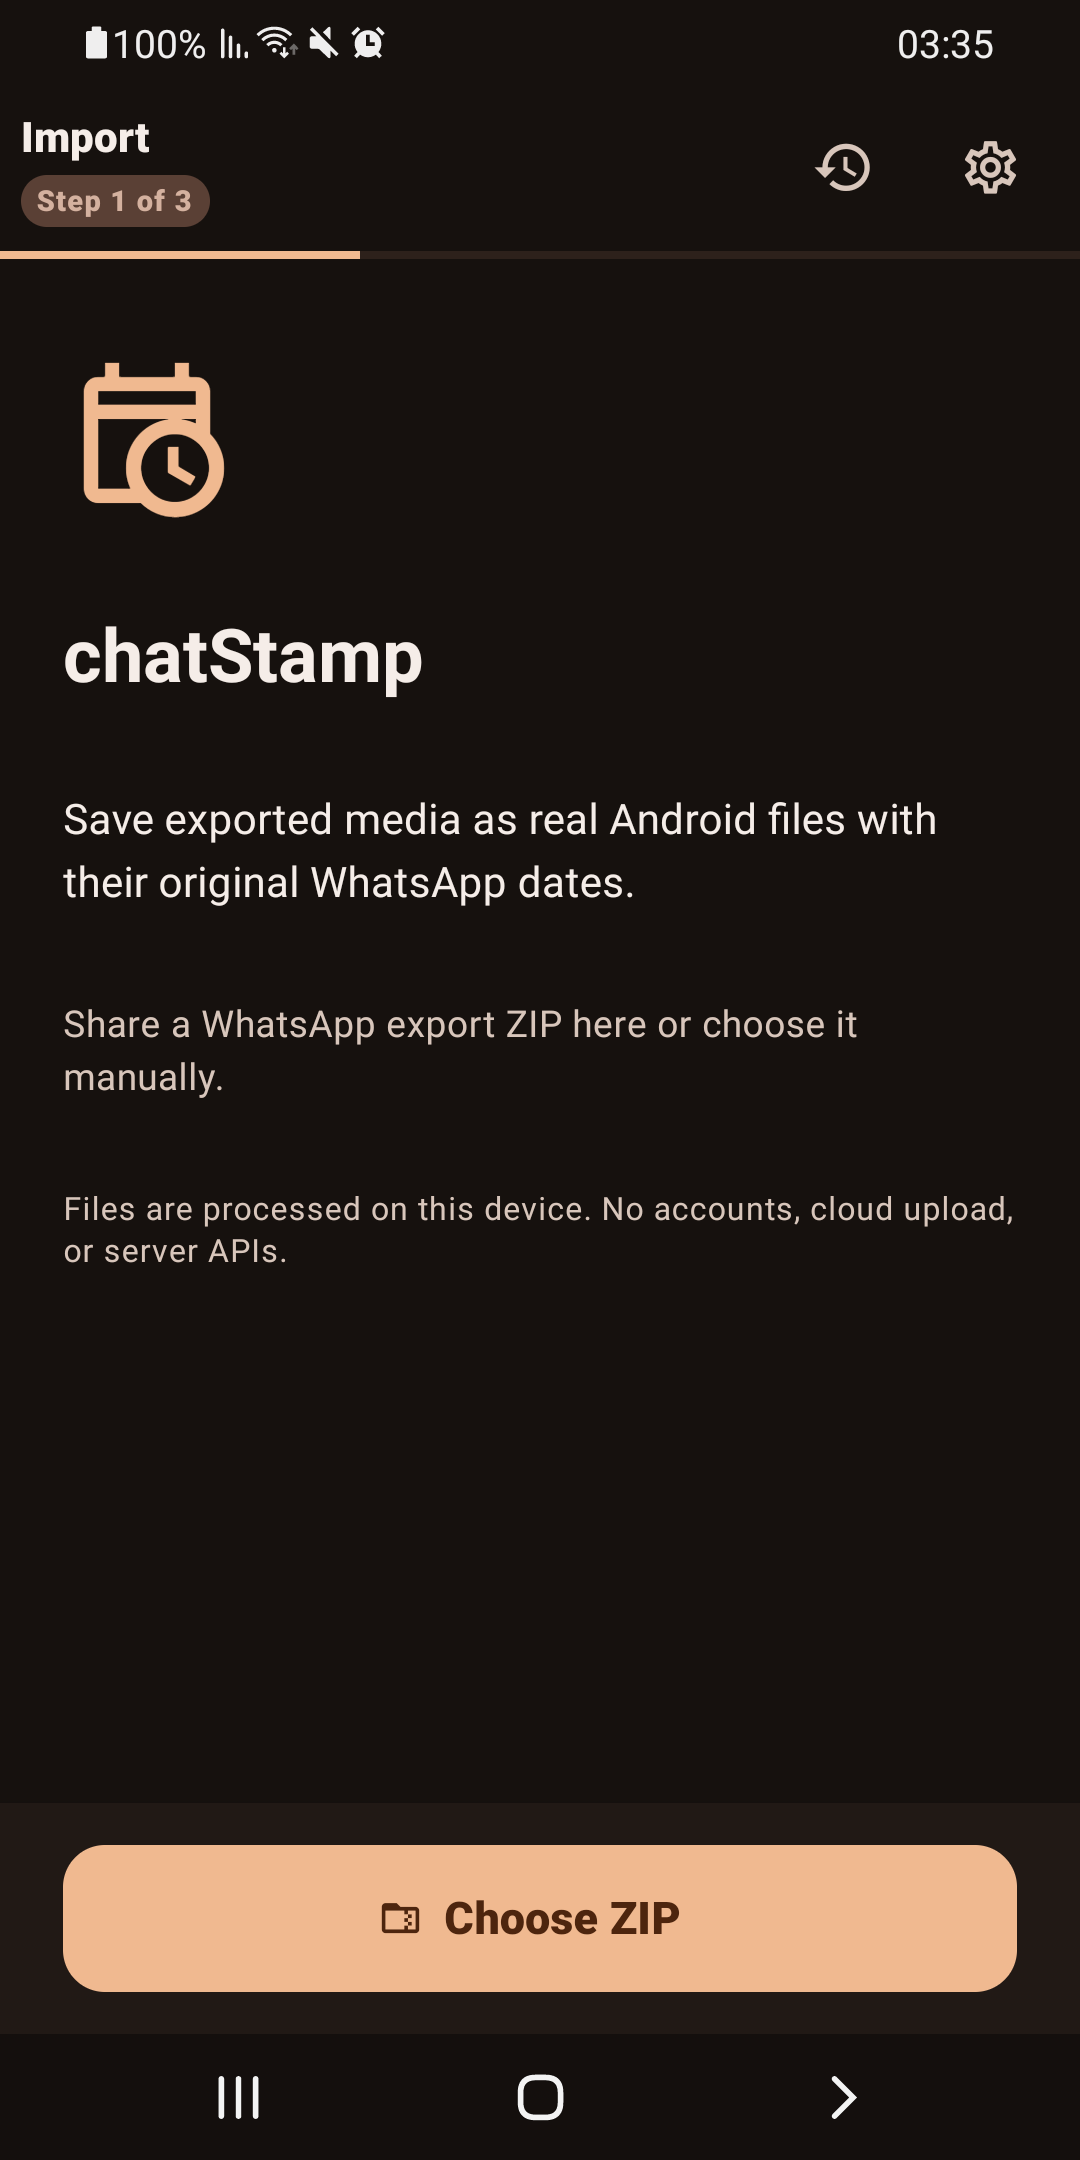 100%
03:35
Import
Step 1 of 3
chatStamp
Save exported media as real Android files with
their original WhatsApp dates.
Share a WhatsApp export ZIP here or choose it
manually.
Files are processed on this device. No accounts, cloud upload,
or server APIs.
Choose ZIP